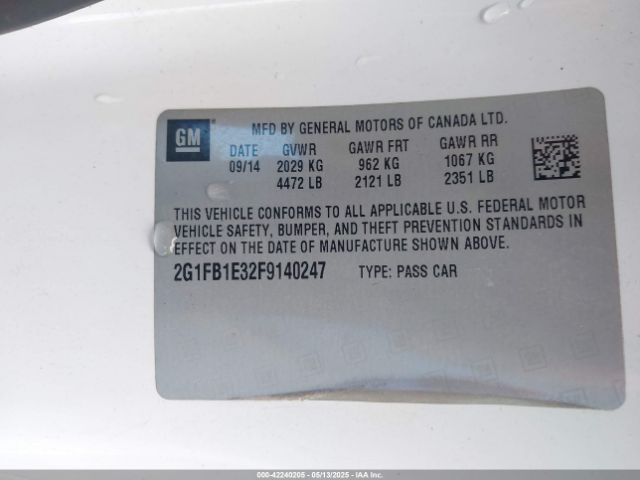 GM
MFD BY GENERAL MOTORS OF CANADA LTD.
DATE GVWR GAWR FRT GAWR RR
09/14 2029 KG 962 KG 1067 KG
4472 LB 2121 LB 2351 LB
THIS VEHICLE CONFORMS TO ALL APPLICABLE U.S. FEDERAL MOTOR
VEHICLE SAFETY, BUMPER, AND THEFT PREVENTION STANDARDS IN
EFFECT ON THE DATE OF MANUFACTURE SHOWN ABOVE.
2G1FB1E32F9140247 TYPE: PASS CAR
000-42240205 - 05/13/2025 - IAA, INC.